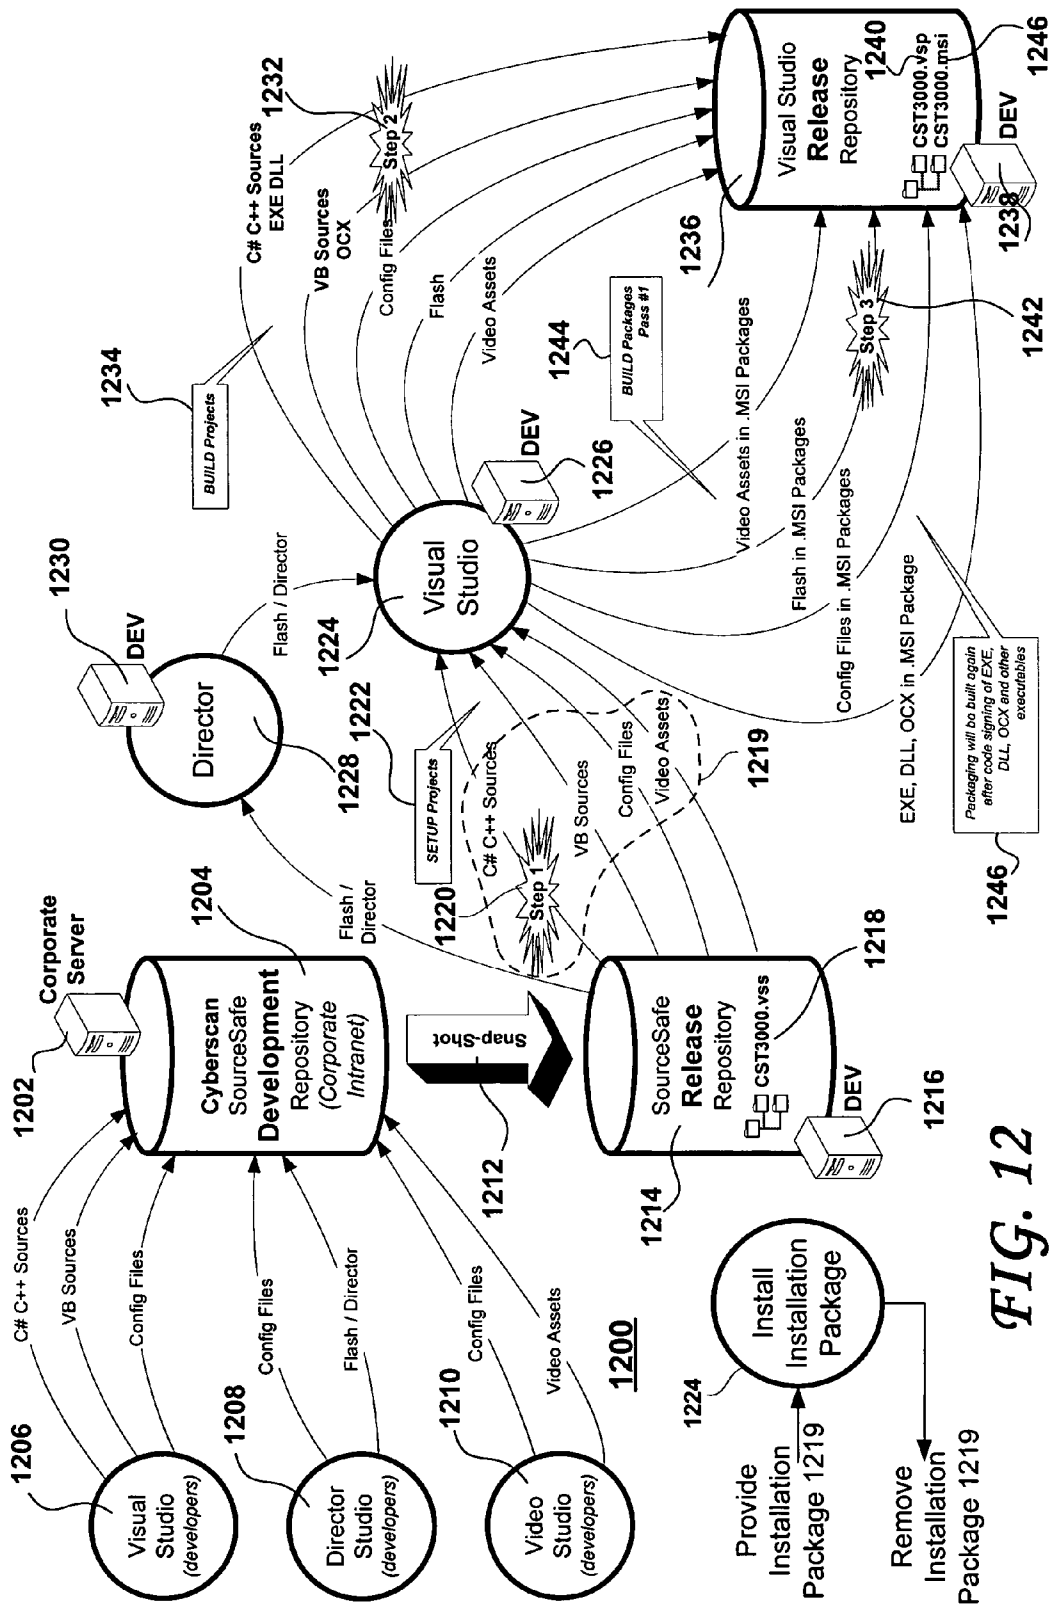 1206
Visual
Studio
(developers)
C# C++ Sources
VB Sources
Config Files
1208
Director
Studio
(developers)
Config Files
Flash / Director
1210
Video
Studio
(developers)
Config Files
Video Assets
1200
1202
Corporate
Server
1204
Cyberscan
SourceSafe
Development
Repository
(Corporate
Intranet)
1212
Snap-Shot
1214
SourceSafe
Release
Repository
CST3000.vss
1218
DEV
1216
Flash /
Director
1230
DEV
Director
1228
Flash / Director
1222
SETUP Projects
1220
Step 1
C# C++ Sources
VB Sources
Config Files
Video Assets
1219
1224
Visual
Studio
DEV
1226
1234
BUILD Projects
C# C++ Sources
EXE DLL
VB Sources
OCX
Config Files
Flash
Video Assets
1232
Step 2
1244
BUILD Packages
Pass #1
Video Assets in .MSI Packages
Flash in .MSI Packages
Config Files in .MSI Packages
EXE, DLL, OCX in .MSI Package
Step 3
1242
Packaging will be built again
after code signing of EXE,
DLL, OCX and other
executables
1246
1236
Visual Studio
Release
Repository
1240
CST3000.vsp
CST3000.msi
1246
DEV
1238
Provide
Installation
Package 1219
1224
Install
Installation
Package
Remove
Installation
Package 1219
FIG. 12